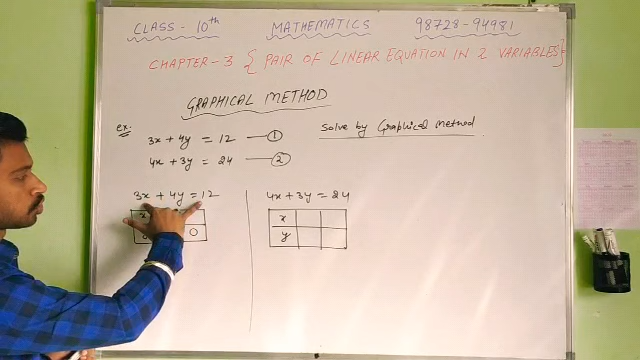 CLASS - 10th MATHEMATICS 98728-94981
CHAPTER-3 { PAIR OF LINEAR EQUATION IN 2 VARIABLES}
GRAPHICAL METHOD
ex: Solve by Graphical Method.
3x + 4y = 12 — 1
4x + 3y = 24 — 2
3x + 4y = 12 4x + 3y = 24
x x
0 y